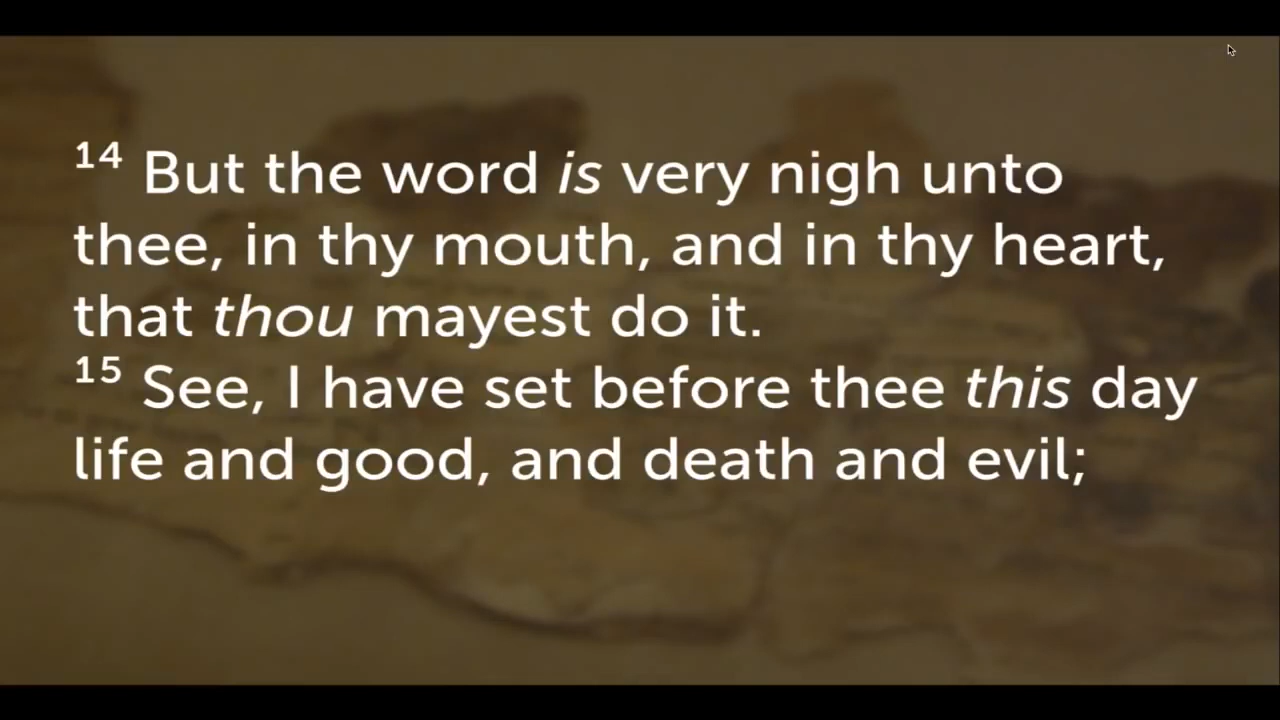 14 But the word is very nigh unto
thee, in thy mouth, and in thy heart,
that thou mayest do it.
15 See, I have set before thee this day
life and good, and death and evil;